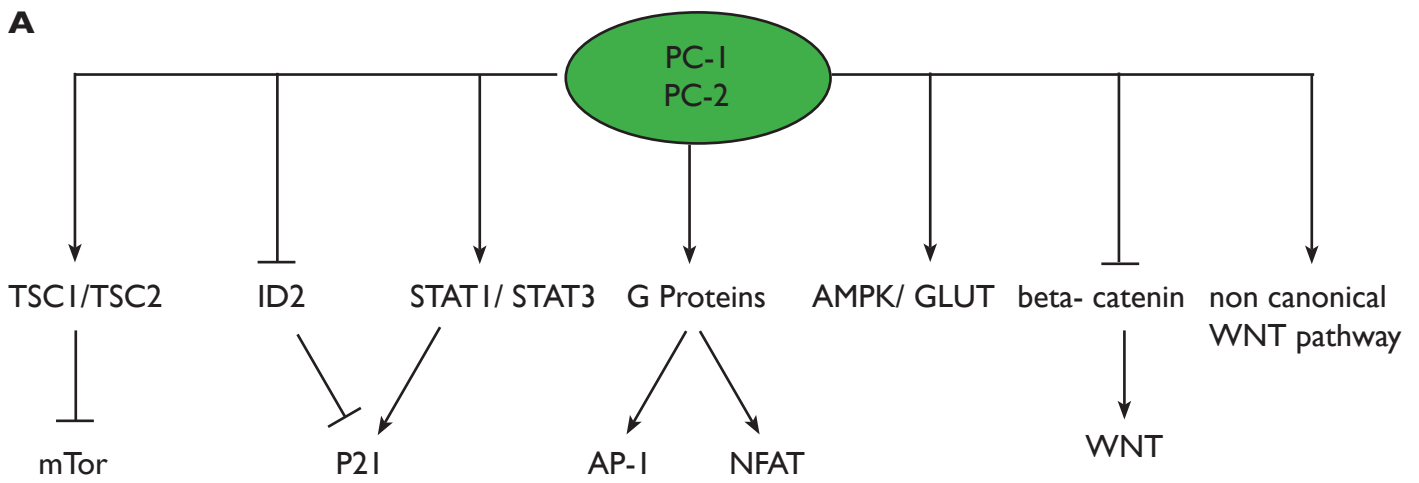 A
PC-1
PC-2
TSC1/TSC2
ID2
STAT1/ STAT3
G Proteins
AMPK/ GLUT
beta- catenin
non canonical
WNT pathway
mTor
P21
AP-1
NFAT
WNT